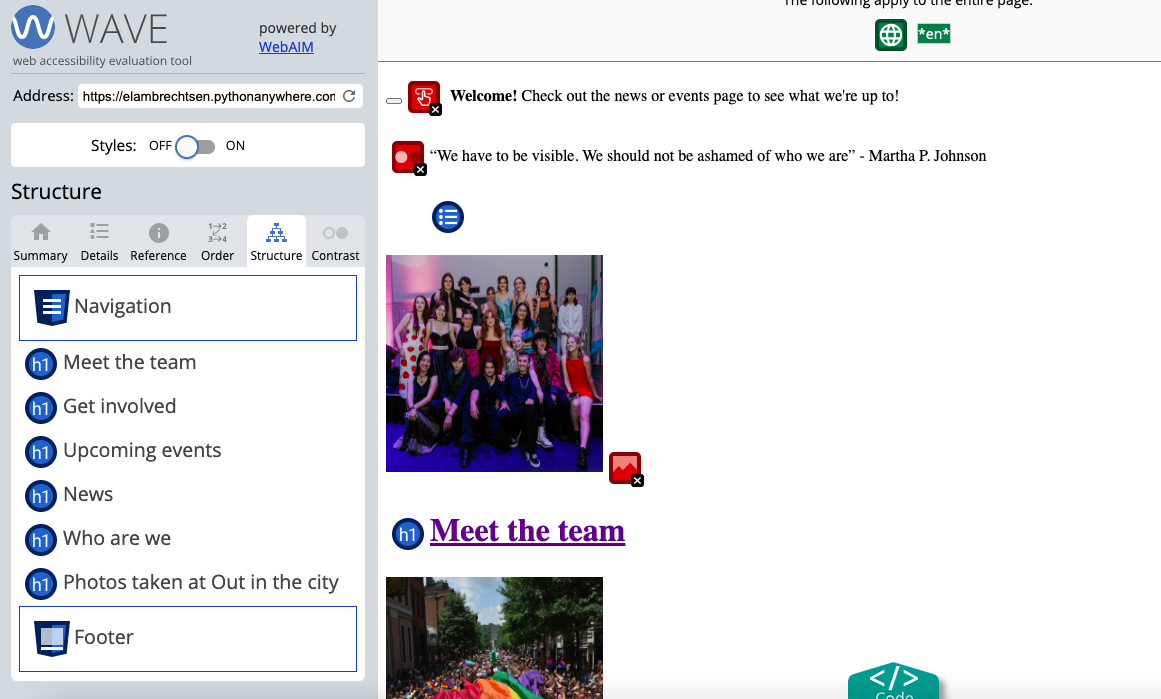 WAVE
powered by
WebAIM
web accessibility evaluation tool
Address: https://elambrechtsen.pythonanywhere.con
Styles: OFF ON
Structure
Summary Details Reference Order Structure Contrast
Navigation
h1 Meet the team
h1 Get involved
h1 Upcoming events
h1 News
h1 Who are we
h1 Photos taken at Out in the city
Footer
The following apply to the entire page:
*en*
Welcome! Check out the news or events page to see what we're up to!
“We have to be visible. We should not be ashamed of who we are” - Martha P. Johnson
h1 Meet the team
</> Code